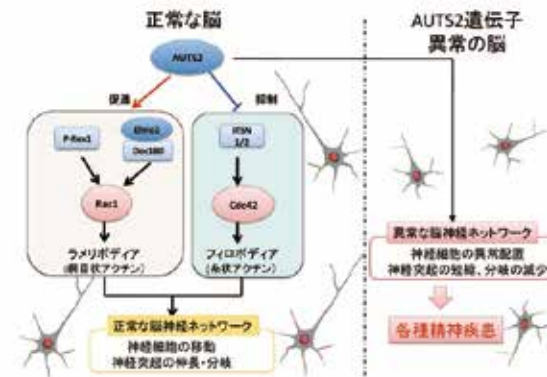 正常な脳
AUTS2遺伝子
異常の脳
AUTS2
促進
抑制
P-Rex1
Elmo2
Doc180
ITSN
1/2
Rac1
Cdc42
ラメリポディア
(網目状アクチン)
フィロポディア
(糸状アクチン)
正常な脳神経ネットワーク
神経細胞の移動
神経突起の伸長・分岐
異常な脳神経ネットワーク
神経細胞の異常配置
神経突起の短縮、分岐の減少
各種精神疾患